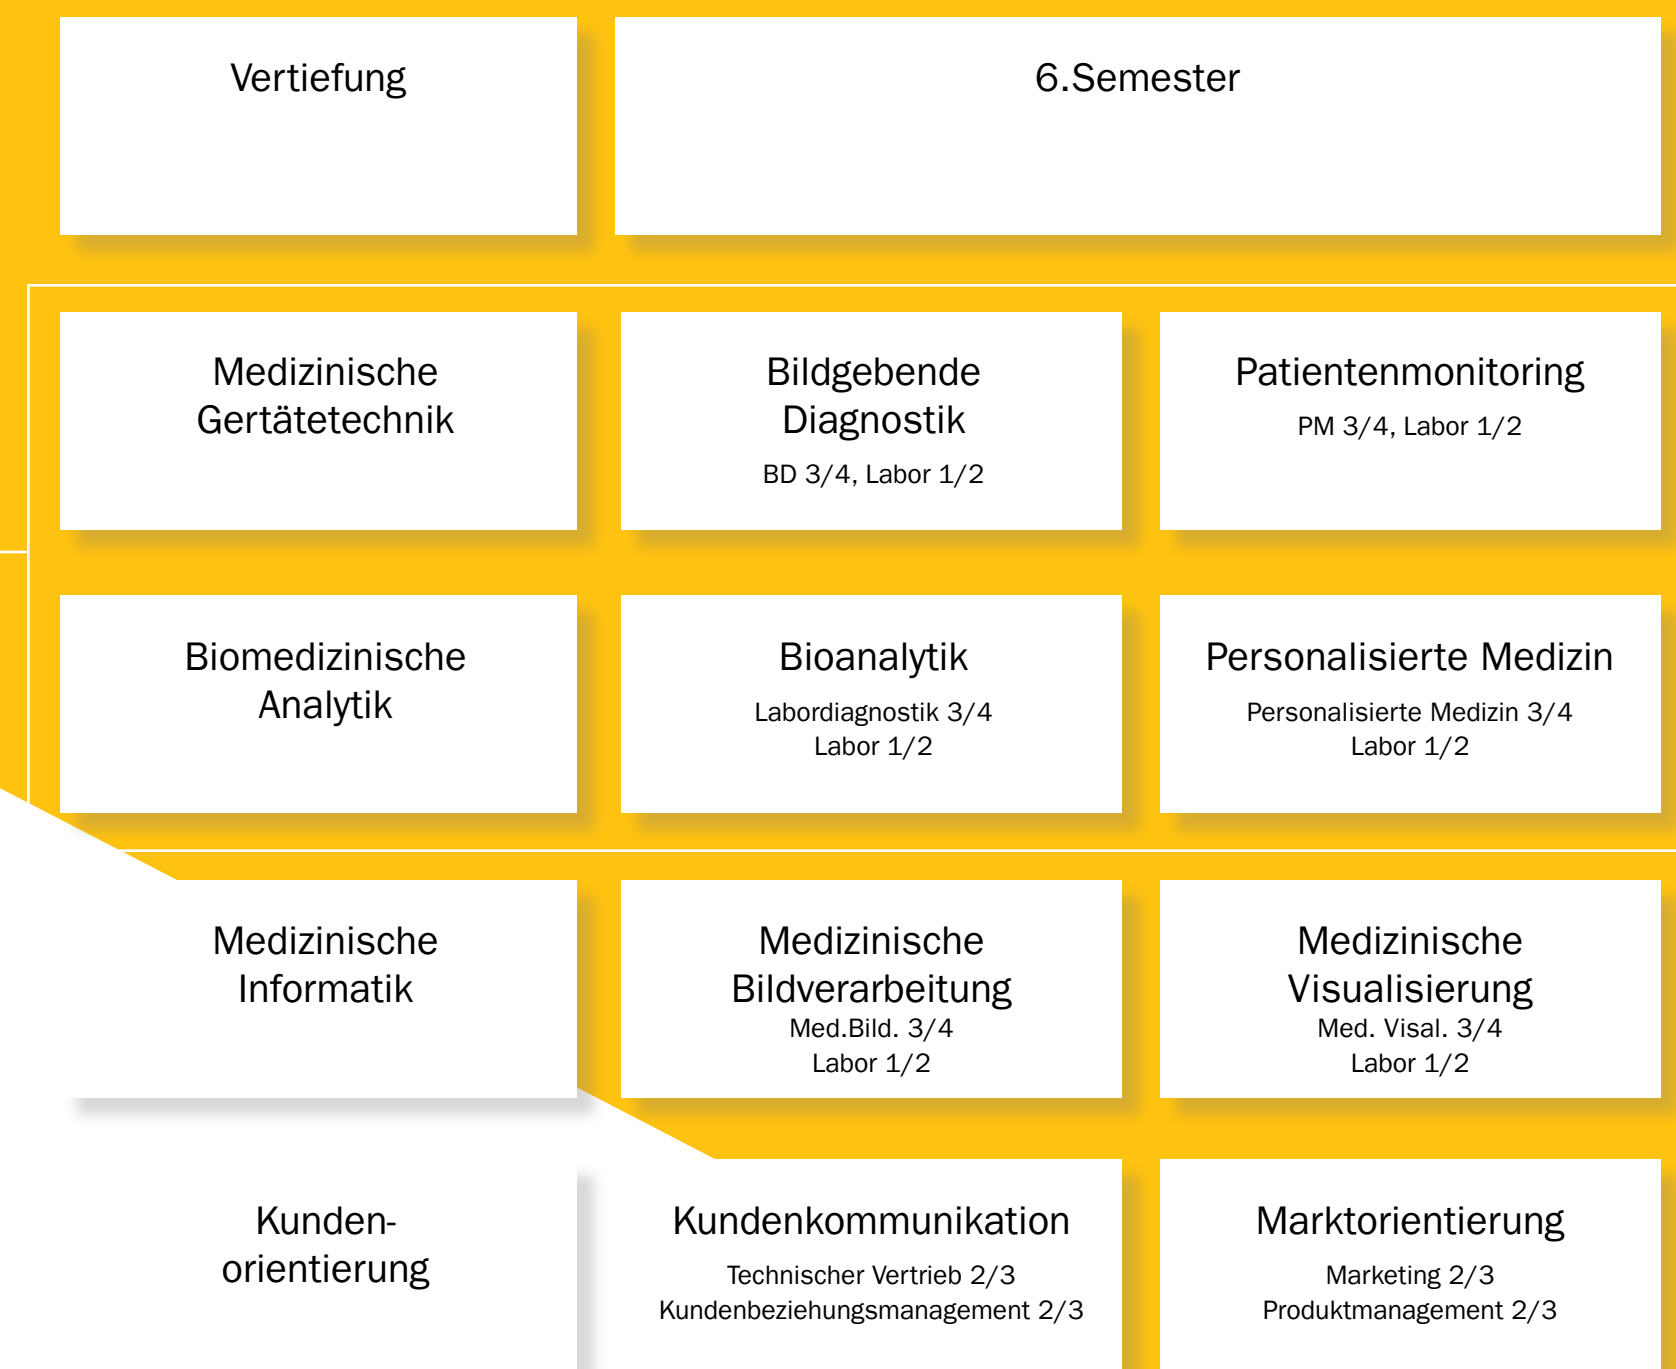 Vertiefung
6.Semester
Medizinische
Gertätetechnik
Bildgebende
Diagnostik
BD 3/4, Labor 1/2
Patientenmonitoring
PM 3/4, Labor 1/2
Biomedizinische
Analytik
Bioanalytik
Labordiagnostik 3/4
Labor 1/2
Personalisierte Medizin
Personalisierte Medizin 3/4
Labor 1/2
Medizinische
Informatik
Medizinische
Bildverarbeitung
Med.Bild. 3/4
Labor 1/2
Medizinische
Visualisierung
Med. Visal. 3/4
Labor 1/2
Kunden-
orientierung
Kundenkommunikation
Technischer Vertrieb 2/3
Kundenbeziehungsmanagement 2/3
Marktorientierung
Marketing 2/3
Produktmanagement 2/3